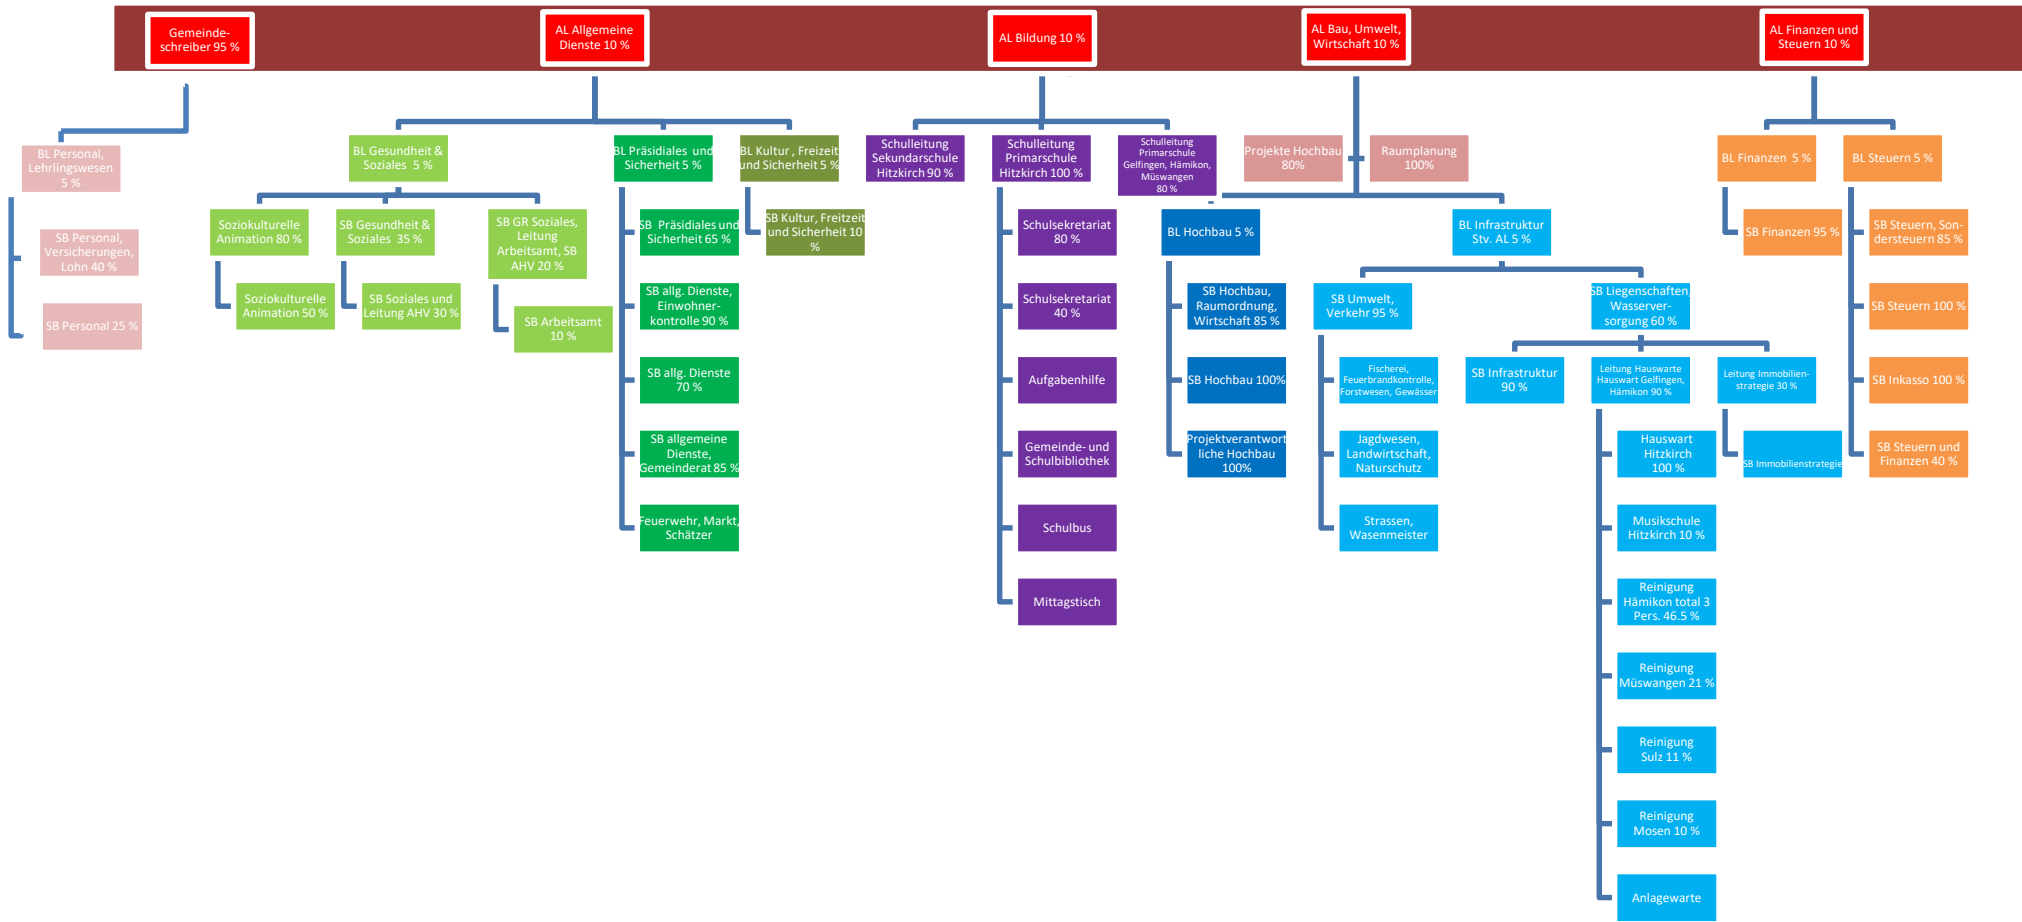 Gemeinde-
schreiber 95 %
AL Allgemeine
Dienste 10 %
AL Bildung 10 %
AL Bau, Umwelt,
Wirtschaft 10 %
AL Finanzen und
Steuern 10 %
BL Personal,
Lehrlingswesen
5 %
SB Personal,
Versicherungen,
Lohn 40 %
SB Personal 25 %
BL Gesundheit &
Soziales  5 %
Soziokulturelle
Animation 80 %
Soziokulturelle
Animation 50 %
SB Gesundheit &
Soziales  35 %
SB Soziales und
Leitung AHV 30 %
SB GR Soziales,
Leitung
Arbeitsamt, SB
AHV 20 %
SB Arbeitsamt
10 %
BL Präsidiales  und
Sicherheit 5 %
SB  Präsidiales und
Sicherheit 65 %
SB allg. Dienste,
Einwohner-
kontrolle 90 %
SB allg. Dienste
70 %
SB allgemeine
Dienste,
Gemeinderat 85 %
Feuerwehr, Markt,
Schätzer
BL Kultur , Freizeit
und Sicherheit 5 %
SB Kultur, Freitzeit
und Sicherheit 10
%
Schulleitung
Sekundarschule
Hitzkirch 90 %
Schulleitung
Primarschule
Hitzkirch 100 %
Schulsekretariat
80 %
Schulsekretariat
40 %
Aufgabenhilfe
Gemeinde- und
Schulbibliothek
Schulbus
Mittagstisch
Schulleitung
Primarschule
Gelfingen, Hämikon,
Müswangen
80 %
Projekte Hochbau
80%
Raumplanung
100%
BL Hochbau 5 %
SB Hochbau,
Raumordnung,
Wirtschaft 85 %
SB Hochbau 100%
Projektverantwort
liche Hochbau
100%
BL Infrastruktur
Stv. AL 5 %
SB Umwelt,
Verkehr 95 %
Fischerei,
Feuerbrandkontrolle,
Forstwesen, Gewässer
Jagdwesen,
Landwirtschaft,
Naturschutz
Strassen,
Wasenmeister
SB Liegenschaften,
Wasserver-
sorgung 60 %
SB Infrastruktur
90 %
Leitung Hauswarte
Hauswart Gelfingen,
Hämikon 90 %
Hauswart
Hitzkirch
100 %
Musikschule
Hitzkirch 10 %
Reinigung
Hämikon total 3
Pers. 46.5 %
Reinigung
Müswangen 21 %
Reinigung
Sulz 11 %
Reinigung
Mosen 10 %
Anlagewarte
Leitung Immobilien-
strategie 30 %
SB Immobilienstrategie
BL Finanzen  5 %
SB Finanzen 95 %
BL Steuern 5 %
SB Steuern, Son-
dersteuern 85 %
SB Steuern 100 %
SB Inkasso 100 %
SB Steuern und
Finanzen 40 %